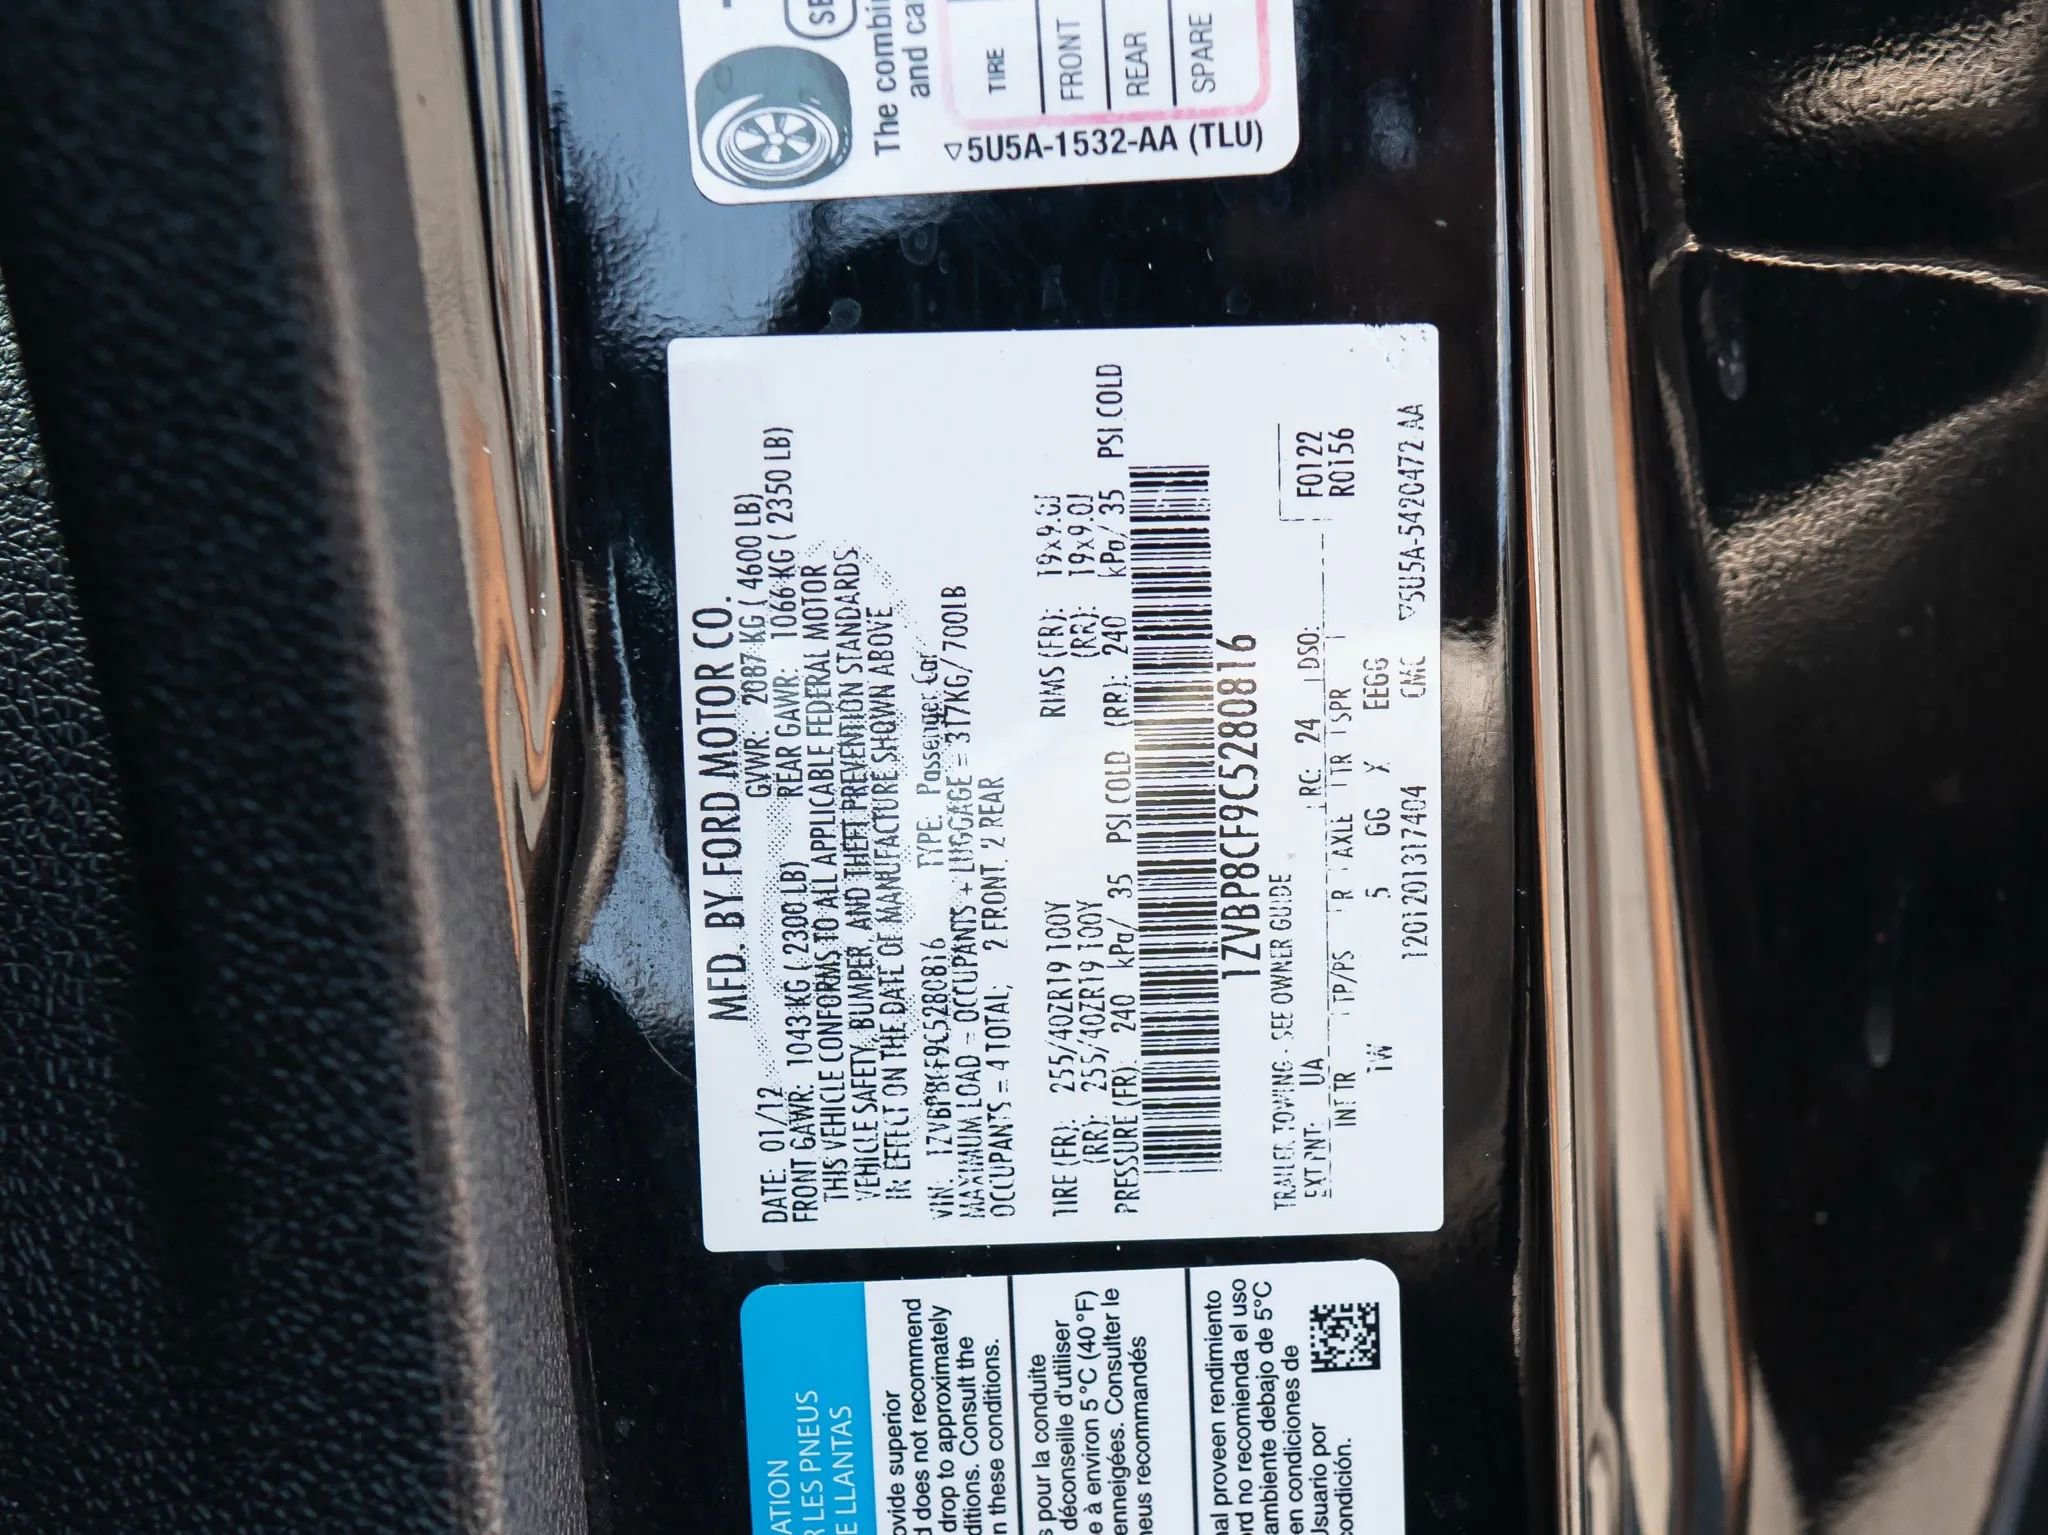 SE
The combin
and ca
TIRE
FRONT
REAR
SPARE
▽5U5A-1532-AA (TLU)
MFD. BY FORD MOTOR CO.
DATE: 01/12 GVWR: 2087 KG ( 4600 LB)
FRONT GAWR: 1043 KG ( 2300 LB) REAR GAWR: 1066 KG ( 2350 LB)
THIS VEHICLE CONFORMS TO ALL APPLICABLE FEDERAL MOTOR
VEHICLE SAFETY, BUMPER, AND THEFT PREVENTION STANDARDS
IN EFFECT ON THE DATE OF MANUFACTURE SHOWN ABOVE.
VIN: 1ZVBP8CF9C5280816 TYPE: Passenger Car
MAXIMUM LOAD = OCCUPANTS + LUGGAGE = 317KG/700LB
OCCUPANTS = 4 TOTAL; 2 FRONT, 2 REAR
TIRE (FR): 255/40ZR19 100Y RIMS (FR): 19x9.0J
(RR): 255/40ZR19 100Y (RR): 19x9.0J
PRESSURE (FR): 240 kPa/ 35 PSI COLD (RR): 240 kPa/ 35 PSI COLD
1ZVBP8CF9C5280816
TRAILER TOWING - SEE OWNER GUIDE
EXT PNT: UA RC: 24 DSO: F0122
R0156
INT TR TP/PS R AXLE TR SPR
TW 5 GG X EEGG
1201201317404 CMC ▽5U5A-5420472-AA
ATION
R LES PNEUS
E LLANTAS
ovide superior
d does not recommend
drop to approximately
ditions. Consult the
n these conditions.
s pour la conduite
déconseille d'utiliser
e à environ 5°C (40°F)
enneigées. Consulter le
neus recommandés
nal proveen rendimiento
ord no recomienda el uso
ambiente debajo de 5°C
en condiciones de
Usuario por
condición.